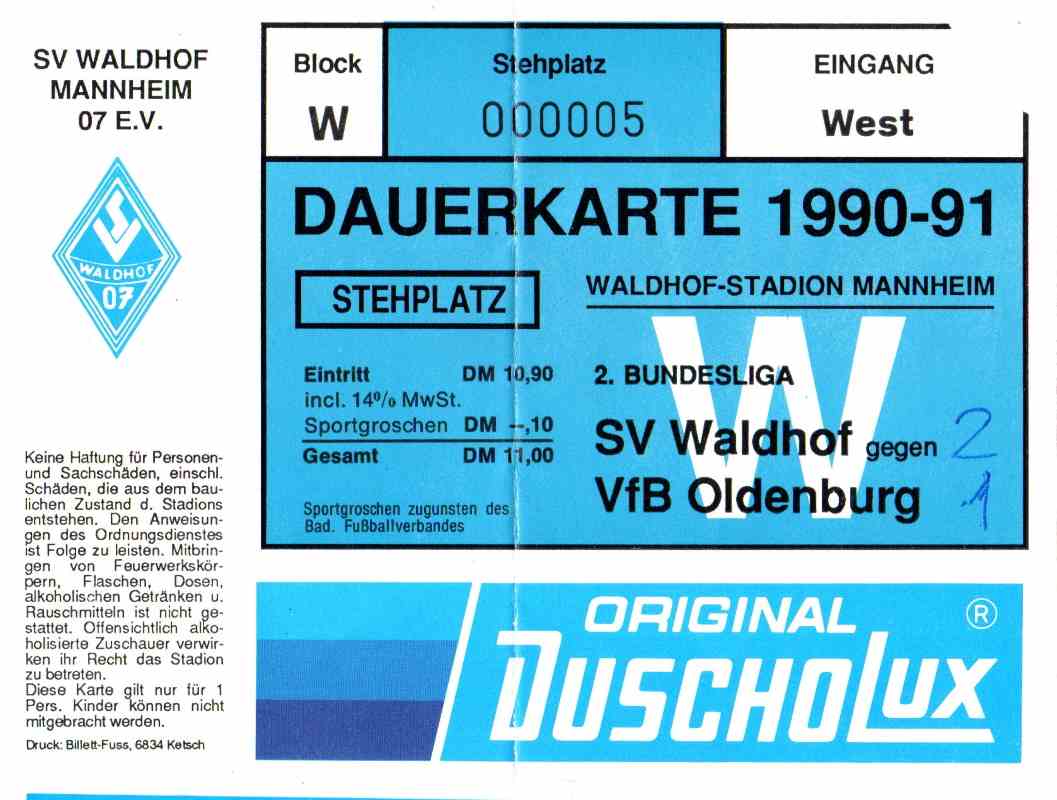 SV WALDHOF
MANNHEIM
07 E.V.
SV
WALDHOF
07
Keine Haftung für Personen-
und Sachschäden, einschl.
Schäden, die aus dem bau-
lichen Zustand d. Stadions
entstehen. Den Anweisun-
gen des Ordnungsdienstes
ist Folge zu leisten. Mitbrin-
gen von Feuerwerkskör-
pern, Flaschen, Dosen,
alkoholischen Getränken u.
Rauschmitteln ist nicht ge-
stattet. Offensichtlich alko-
holisierte Zuschauer verwir-
ken ihr Recht das Stadion
zu betreten.
Diese Karte gilt nur für 1
Pers. Kinder können nicht
mitgebracht werden.
Druck: Billett-Fuss, 6834 Ketsch
Block
W
Stehplatz
000005
EINGANG
West
DAUERKARTE 1990-91
STEHPLATZ
Eintritt DM 10,90
incl. 14% MwSt.
Sportgroschen DM –,10
Gesamt DM 11,00
Sportgroschen zugunsten des
Bad. Fußballverbandes
WALDHOF-STADION MANNHEIM
W
2. BUNDESLIGA
SV Waldhof gegen 2
VfB Oldenburg 1
ORIGINAL ®
DUSCHOLUX